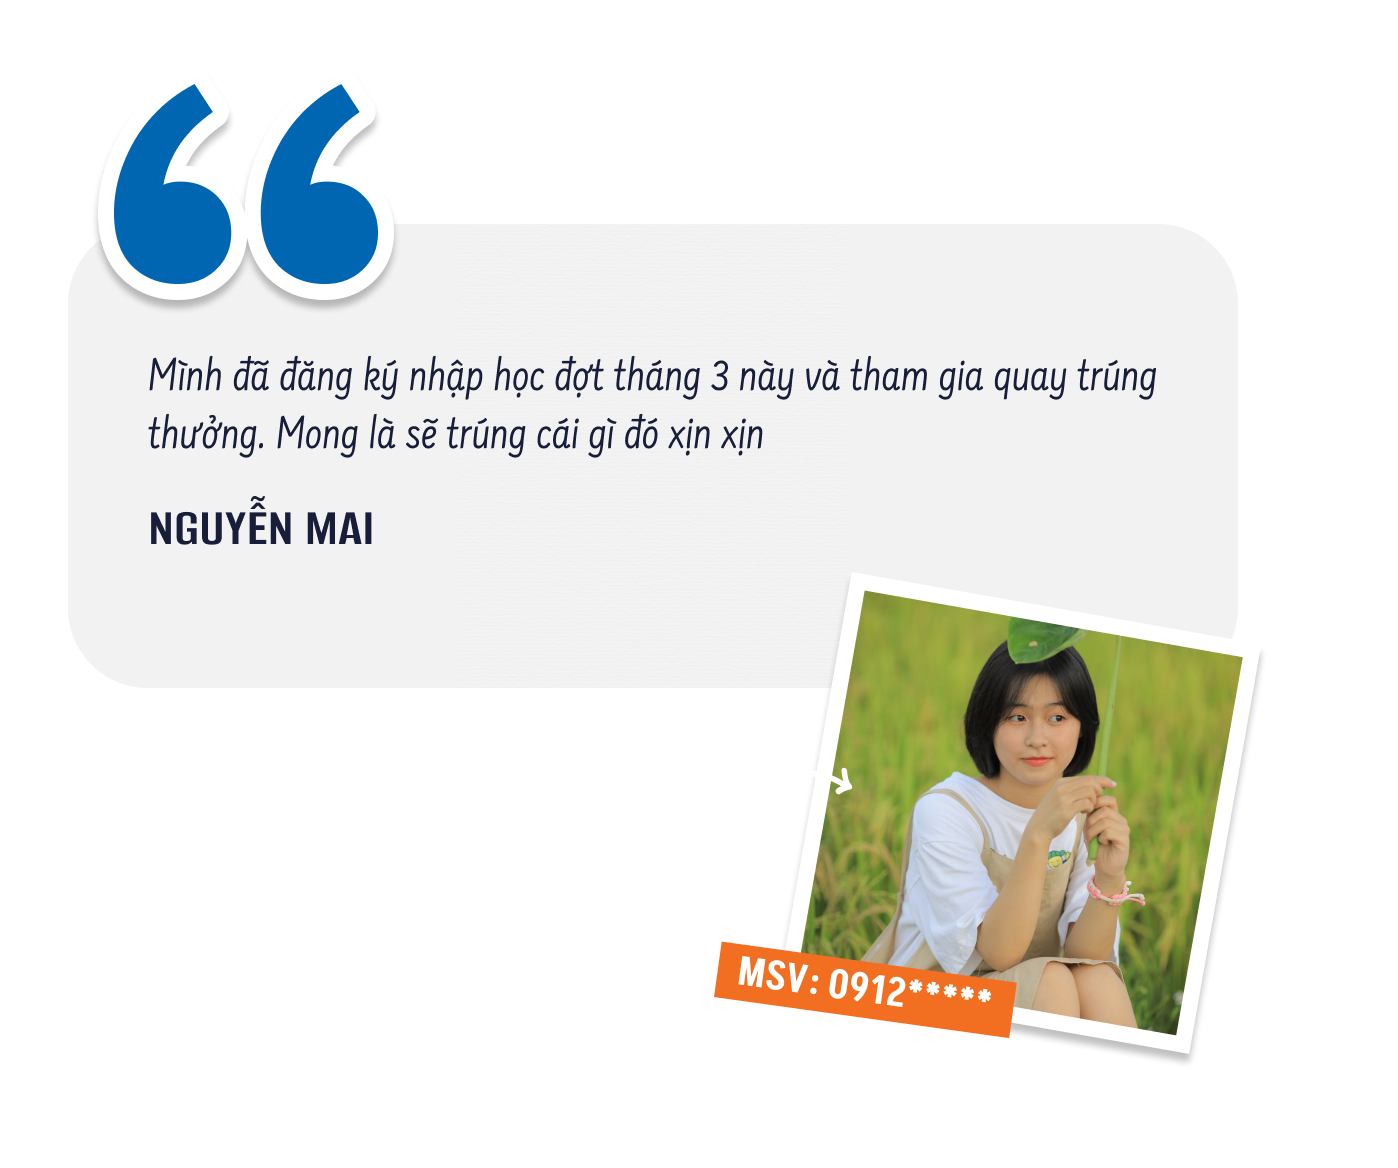 Mình đã đăng ký nhập học đợt tháng 3 này và tham gia quay trúng
thưởng. Mong là sẽ trúng cái gì đó xịn xịn
NGUYỄN MAI
MSV: 0912*****